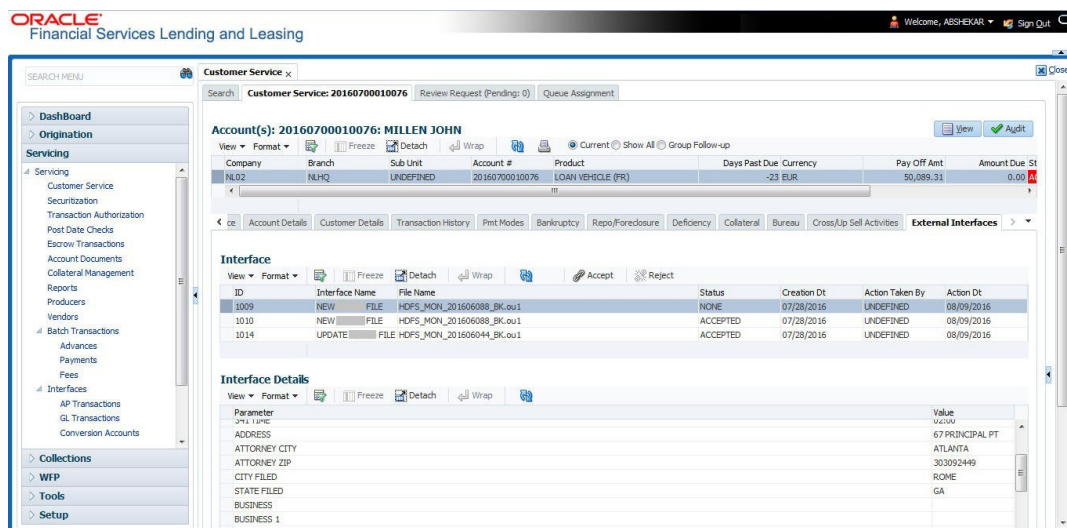 ORACLE
Financial Services Lending and Leasing
Welcome, ABSHEKAR Sign Out
SEARCH MENU
Customer Service x
Close
Search Customer Service: 20160700010076 Review Request (Pending: 0) Queue Assignment
DashBoard
Origination
Servicing
Servicing
Customer Service
Securitization
Transaction Authorization
Post Date Checks
Escrow Transactions
Account Documents
Collateral Management
Reports
Producers
Vendors
Batch Transactions
Advances
Payments
Fees
Interfaces
AP Transactions
GL Transactions
Conversion Accounts
Collections
WFP
Tools
Setup
Account(s): 20160700010076: MILLEN JOHN
View Audit
View Format Freeze Detach Wrap Current Show All Group Follow-up
Company Branch Sub Unit Account # Product Days Past Due Currency Pay Off Amt Amount Due St
NL02 NLHQ UNDEFINED 20160700010076 LOAN VEHICLE (FR) -23 EUR 50,089.31 0.00
ce Account Details Customer Details Transaction History Pmt Modes Bankruptcy Repo/Foreclosure Deficiency Collateral Bureau Cross/Up Sell Activities External Interfaces
Interface
View Format Freeze Detach Wrap Accept Reject
ID Interface Name File Name Status Creation Dt Action Taken By Action Dt
1009 NEW FILE HDFS_MON_201606088_BK.ou1 NONE 07/28/2016 UNDEFINED 08/09/2016
1010 NEW FILE HDFS_MON_201606088_BK.ou1 ACCEPTED 07/28/2016 UNDEFINED 08/09/2016
1014 UPDATE FILE HDFS_MON_201606044_BK.ou1 ACCEPTED 07/28/2016 UNDEFINED 08/09/2016
Interface Details
View Format Freeze Detach Wrap
Parameter Value
341 TIME 02:00
ADDRESS 67 PRINCIPAL PT
ATTORNEY CITY ATLANTA
ATTORNEY ZIP 303092449
CITY FILED ROME
STATE FILED GA
BUSINESS
BUSINESS 1